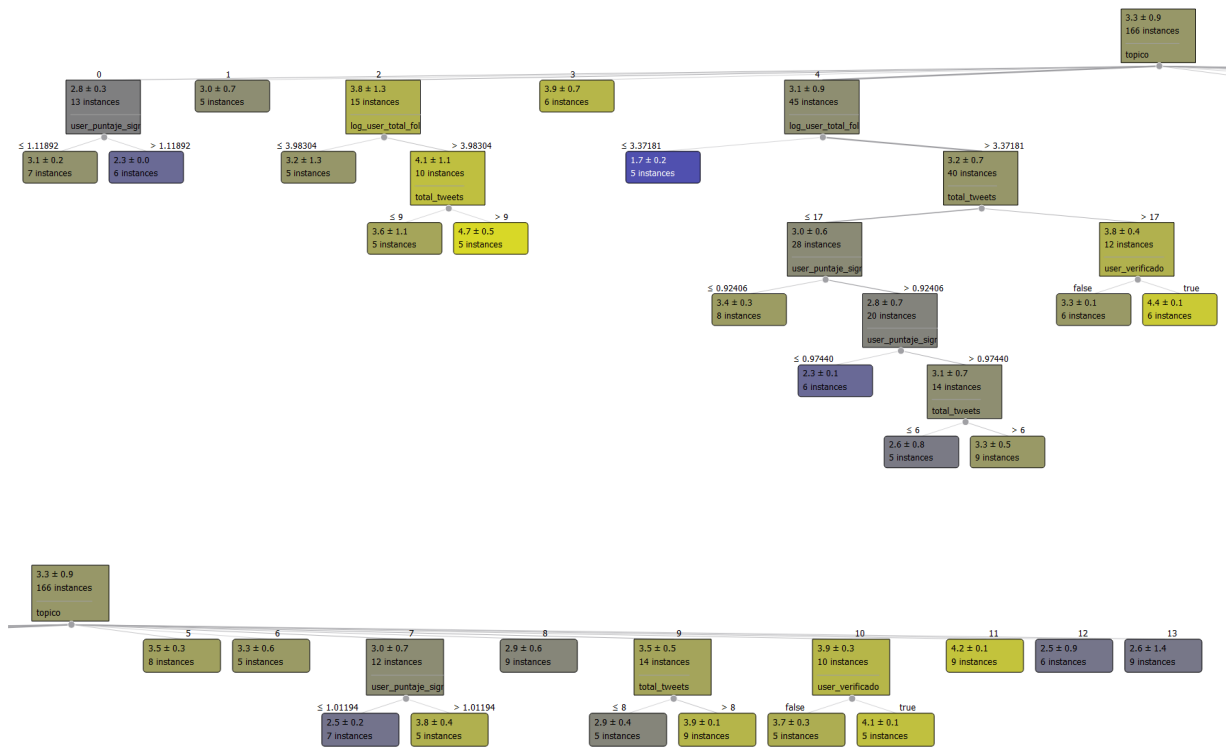 3.3 ± 0.9
166 instances
topico
0
1
2
3
4
2.8 ± 0.3
13 instances
user_puntaje_sigr
3.0 ± 0.7
5 instances
3.8 ± 1.3
15 instances
log_user_total_fol
3.9 ± 0.7
6 instances
3.1 ± 0.9
45 instances
log_user_total_fol
≤ 1.11892
> 1.11892
≤ 3.98304
> 3.98304
≤ 3.37181
> 3.37181
3.1 ± 0.2
7 instances
2.3 ± 0.0
6 instances
3.2 ± 1.3
5 instances
4.1 ± 1.1
10 instances
total_tweets
1.7 ± 0.2
5 instances
3.2 ± 0.7
40 instances
total_tweets
≤ 9
> 9
≤ 17
> 17
3.6 ± 1.1
5 instances
4.7 ± 0.5
5 instances
3.0 ± 0.6
28 instances
user_puntaje_sigr
3.8 ± 0.4
12 instances
user_verificado
≤ 0.92406
> 0.92406
false
true
3.4 ± 0.3
8 instances
2.8 ± 0.7
20 instances
user_puntaje_sigr
3.3 ± 0.1
6 instances
4.4 ± 0.1
6 instances
≤ 0.97440
> 0.97440
2.3 ± 0.1
6 instances
3.1 ± 0.7
14 instances
total_tweets
≤ 6
> 6
2.6 ± 0.8
5 instances
3.3 ± 0.5
9 instances
3.3 ± 0.9
166 instances
topico
5
6
7
8
9
10
11
12
13
3.5 ± 0.3
8 instances
3.3 ± 0.6
5 instances
3.0 ± 0.7
12 instances
user_puntaje_sigr
2.9 ± 0.6
9 instances
3.5 ± 0.5
14 instances
total_tweets
3.9 ± 0.3
10 instances
user_verificado
4.2 ± 0.1
9 instances
2.5 ± 0.9
6 instances
2.6 ± 1.4
9 instances
≤ 1.01194
> 1.01194
≤ 8
> 8
false
true
2.5 ± 0.2
7 instances
3.8 ± 0.4
5 instances
2.9 ± 0.4
5 instances
3.9 ± 0.1
9 instances
3.7 ± 0.3
5 instances
4.1 ± 0.1
5 instances